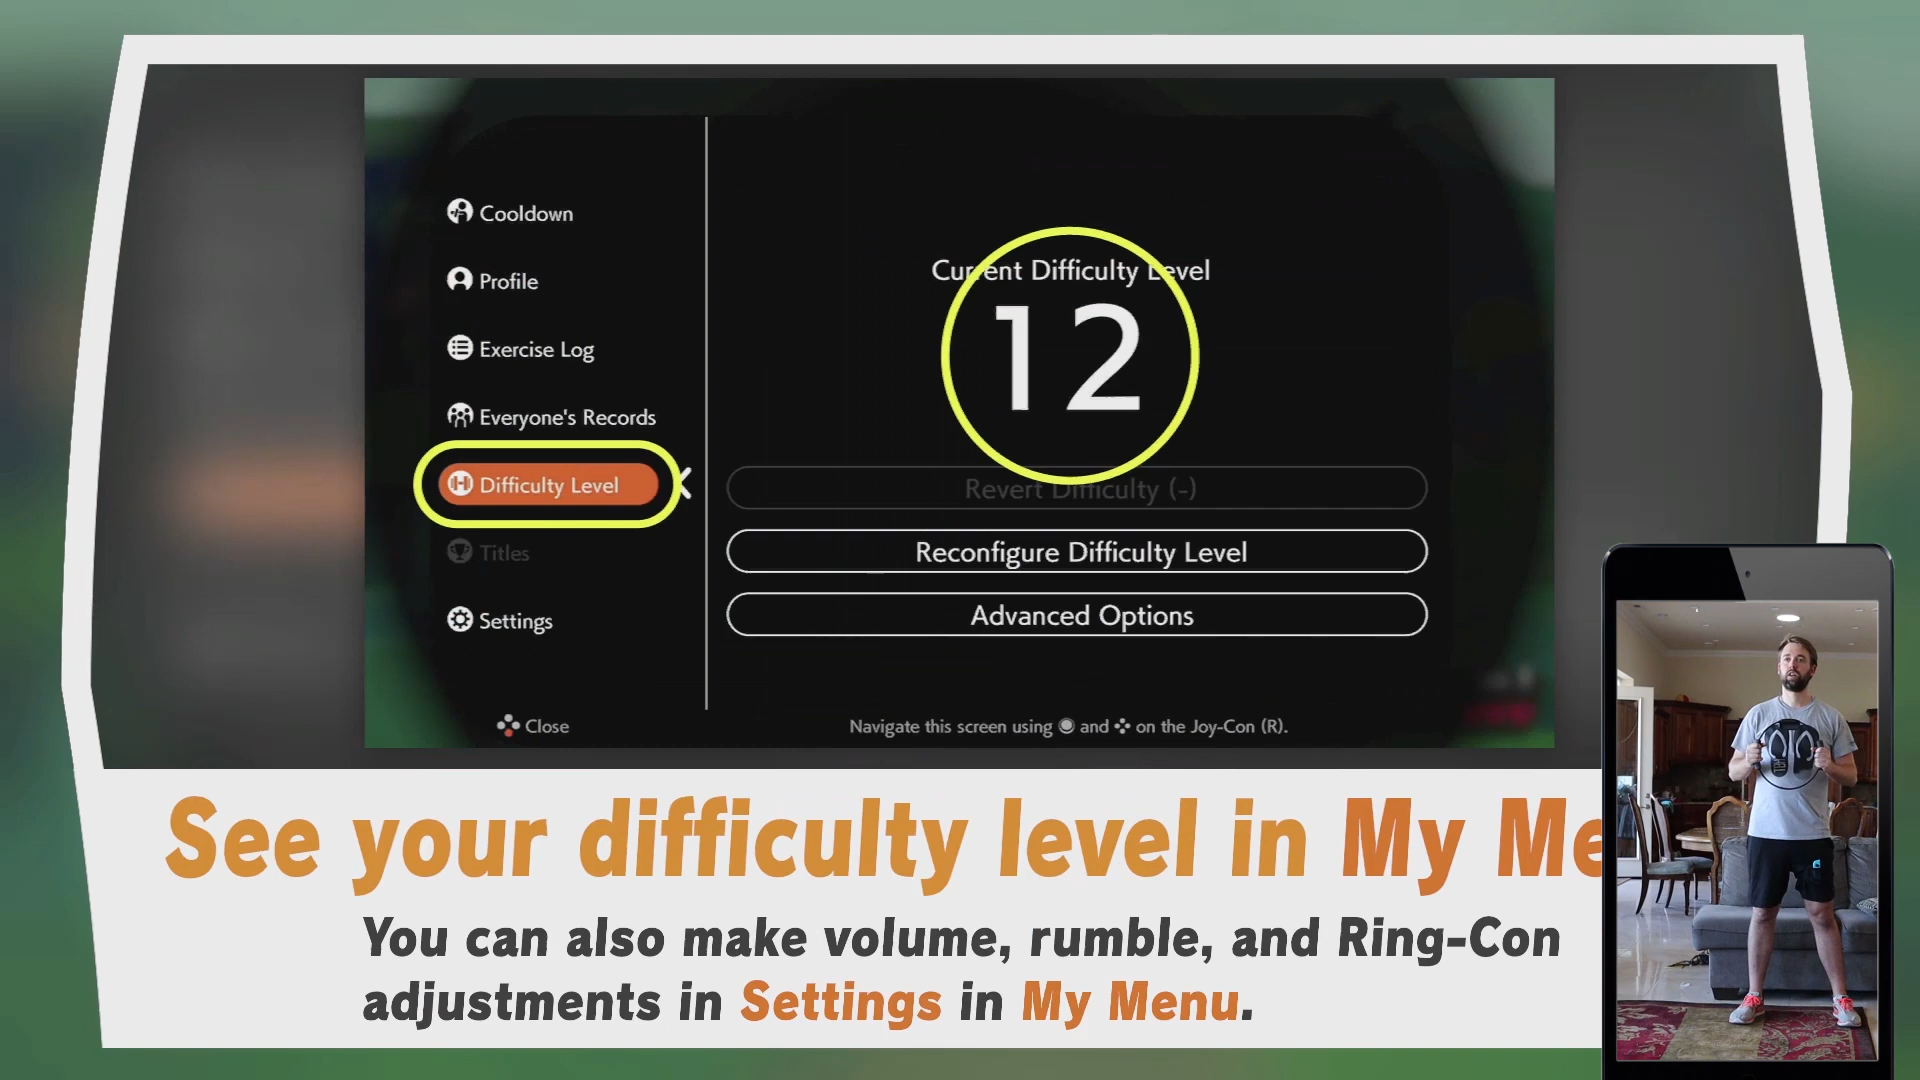 Cooldown
Profile
Exercise Log
Everyone's Records
Difficulty Level
Titles
Settings
Close
Current Difficulty Level
12
Revert Difficulty (-)
Reconfigure Difficulty Level
Advanced Options
Navigate this screen using and on the Joy-Con (R).
See your difficulty level in My Me
You can also make volume, rumble, and Ring-Con
adjustments in Settings in My Menu.